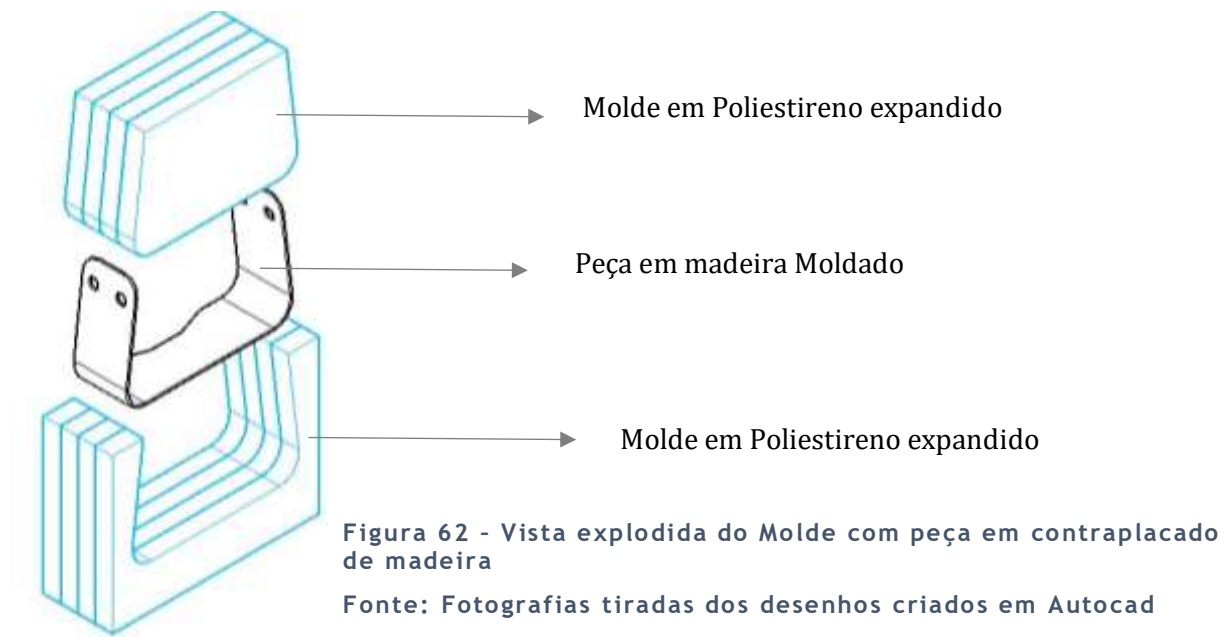 Molde em Poliestireno expandido
Peça em madeira Moldado
Molde em Poliestireno expandido
Figura 62 - Vista explodida do Molde com peça em contraplacado
de madeira
Fonte: Fotografias tiradas dos desenhos criados em Autocad